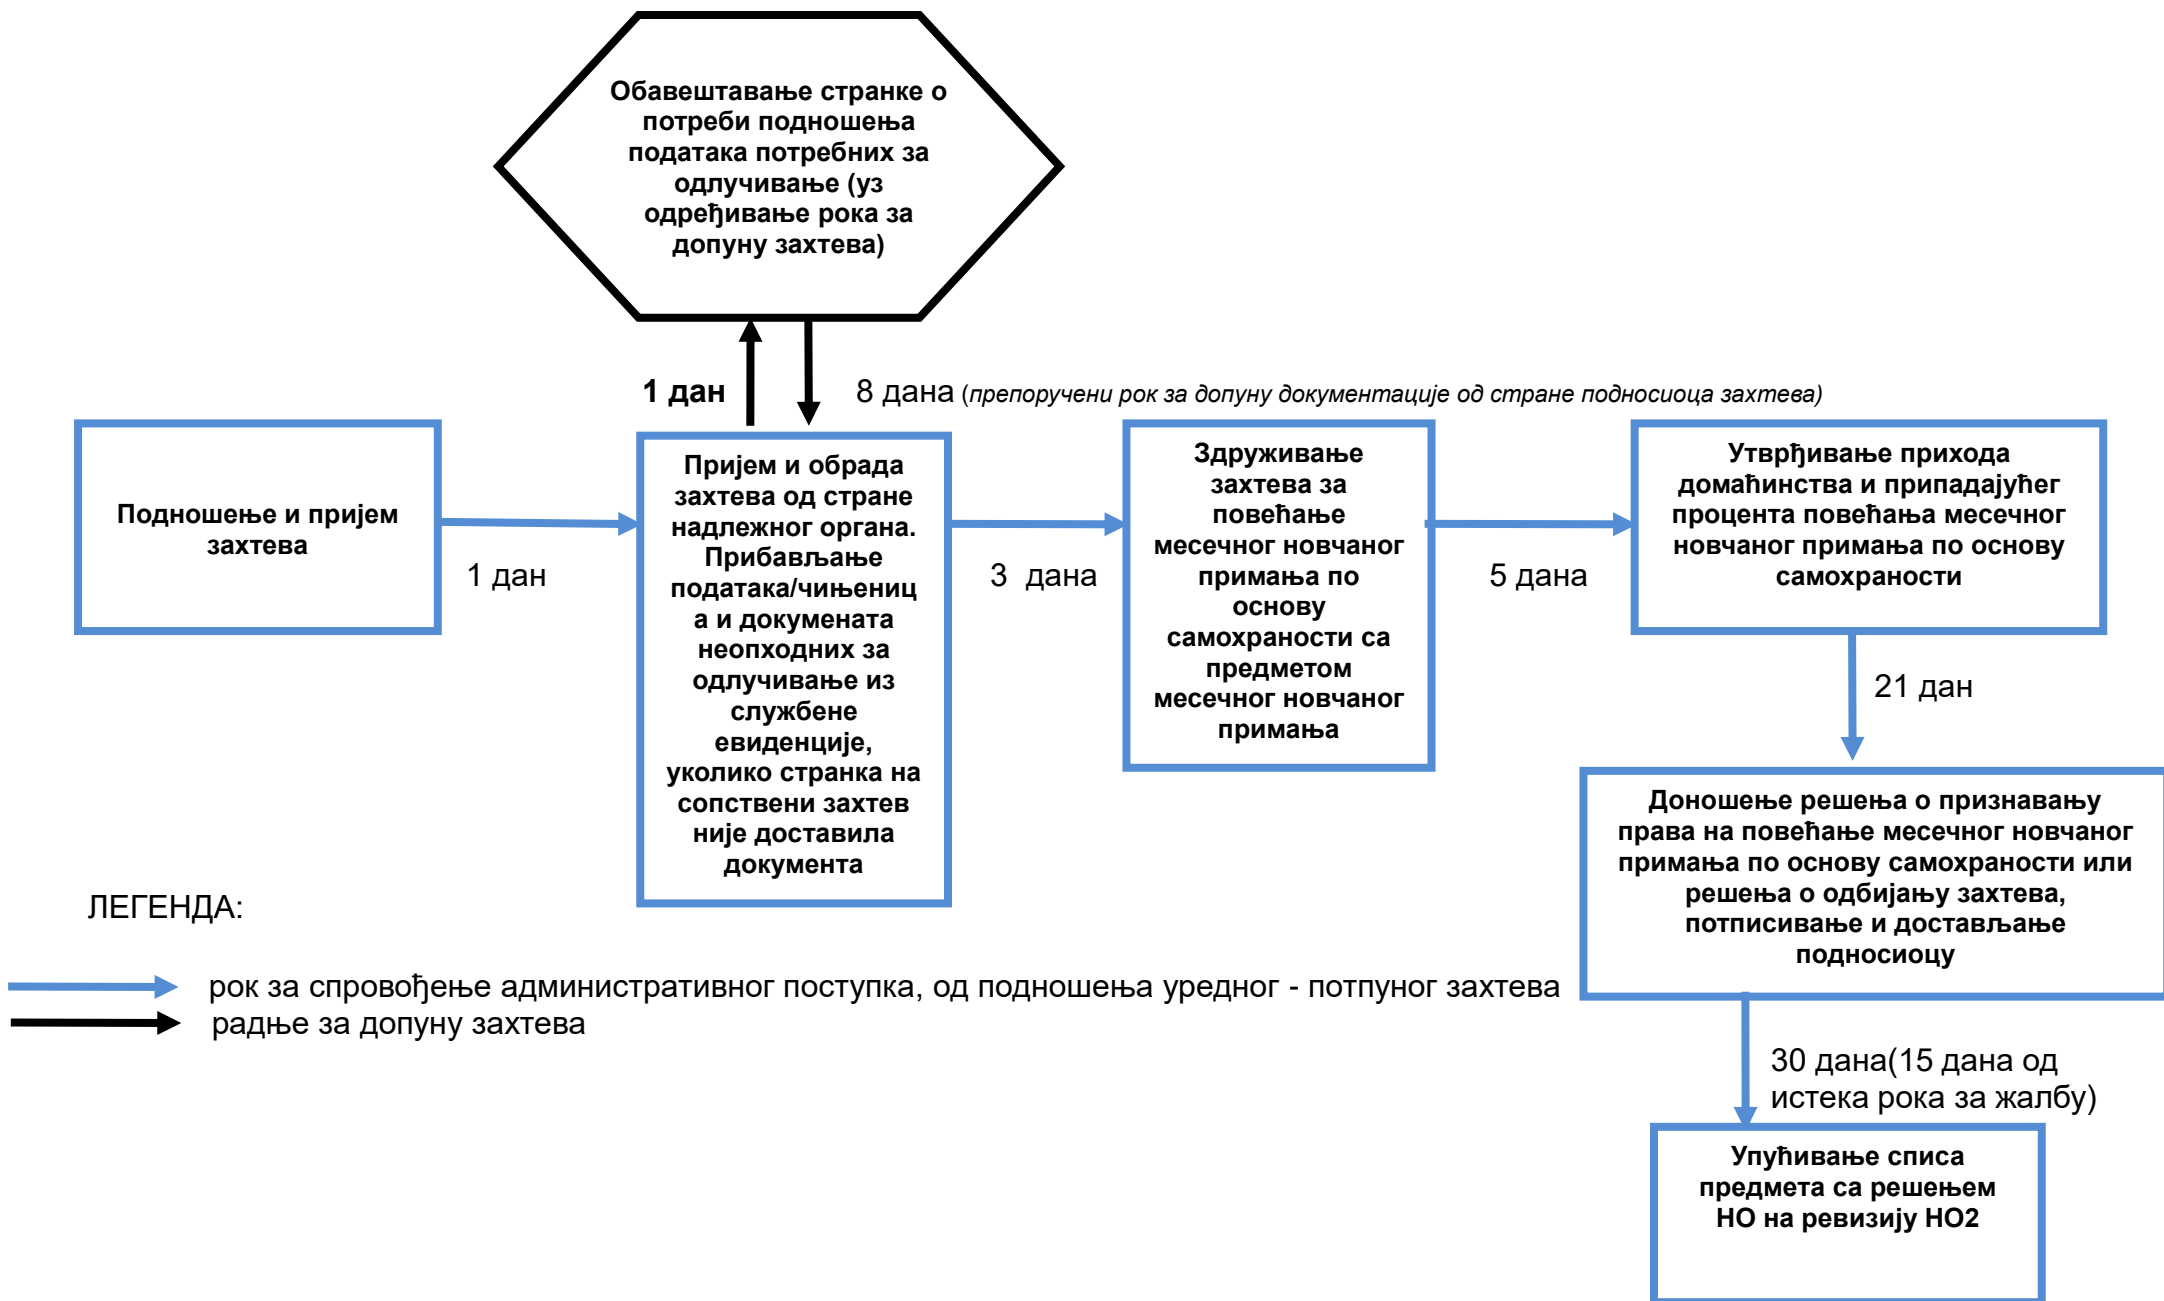 Обавештавање странке о
потреби подношења
података потребних за
одлучивање (уз
одређивање рока за
допуну захтева)
1 дан
8 дана (препоручени рок за допуну документације од стране подносиоца захтева)
Подношење и пријем
захтева
1 дан
Пријем и обрада
захтева од стране
надлежног органа.
Прибављање
података/чињениц
а и докумената
неопходних за
одлучивање из
службене
евиденције,
уколико странка на
сопствени захтев
није доставила
документа
3 дана
Здруживање
захтева за
повећање
месечног новчаног
примања по
основу
самохраности са
предметом
месечног новчаног
примања
5 дана
Утврђивање прихода
домаћинства и припадајућег
процента повећања месечног
новчаног примања по основу
самохраности
21 дан
Доношење решења о признавању
права на повећање месечног новчаног
примања по основу самохраности или
решења о одбијању захтева,
потписивање и достављање
подносиоцу
30 дана(15 дана од
истека рока за жалбу)
Упућивање списа
предмета са решењем
НО на ревизију НО2
ЛЕГЕНДА:
рок за спровођење административног поступка, од подношења уредног - потпуног захтева
радње за допуну захтева